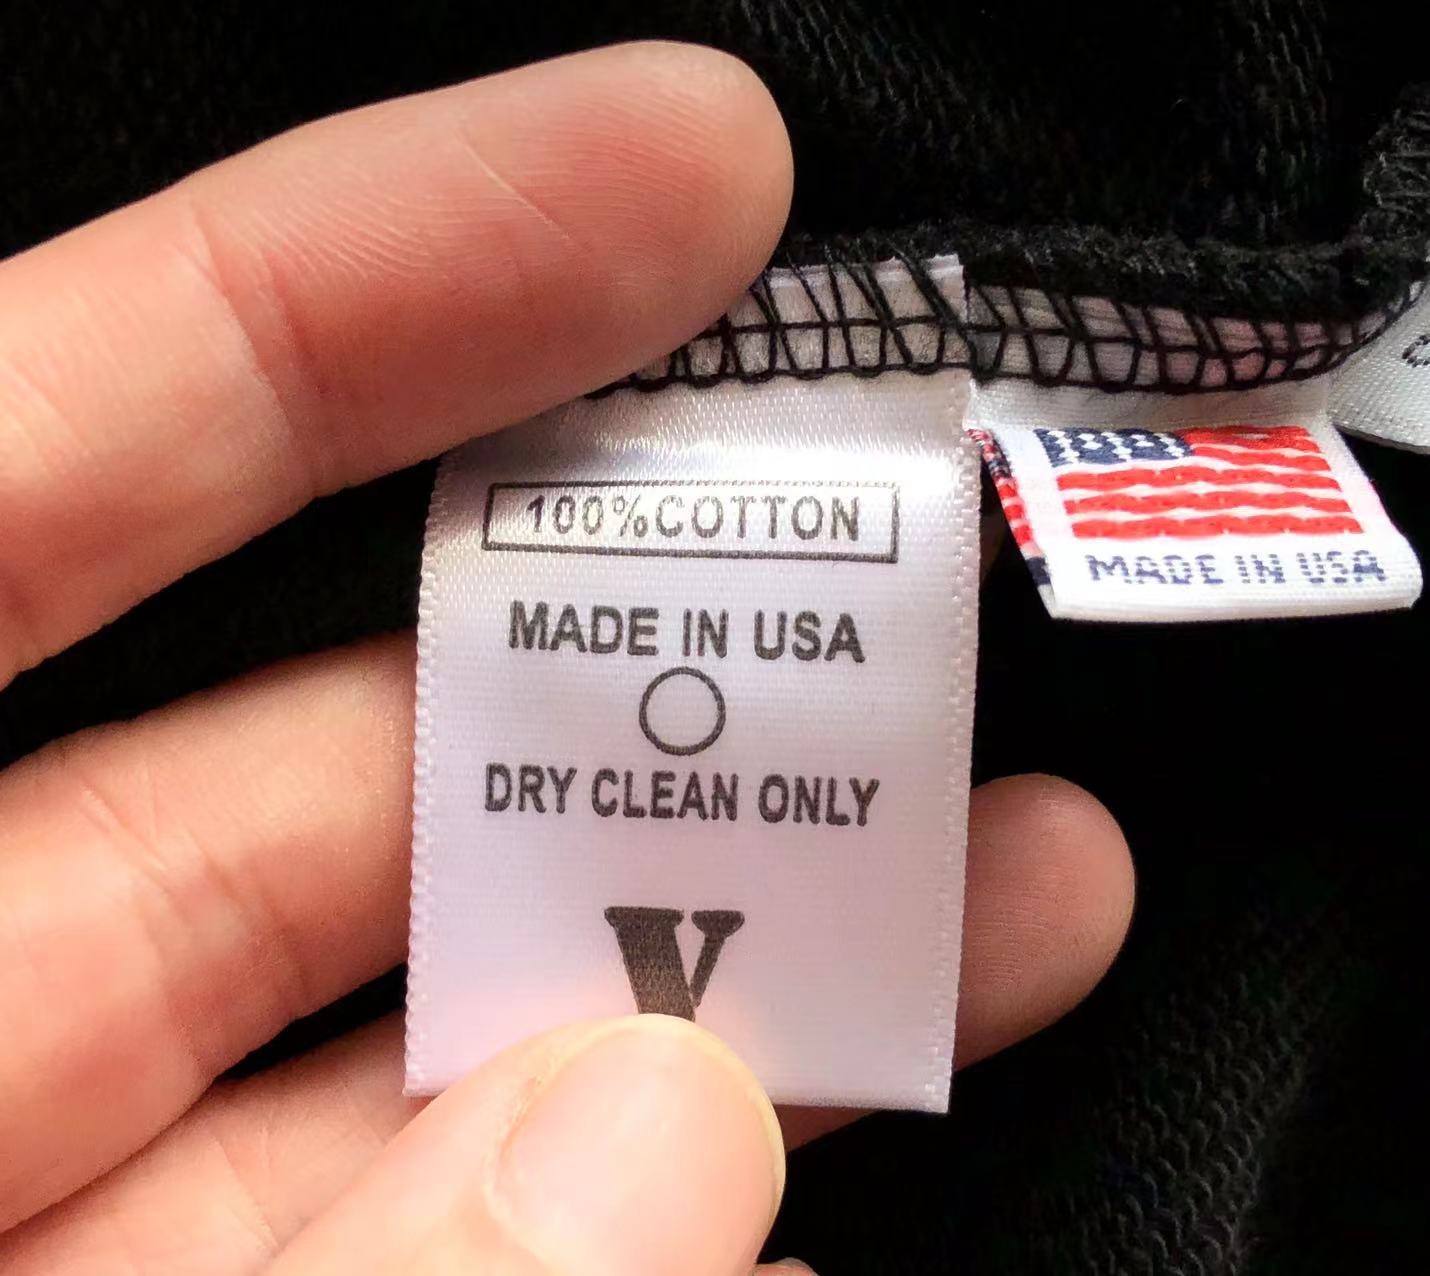 100%COTTON
MADE IN USA
DRY CLEAN ONLY
V
MADE IN USA